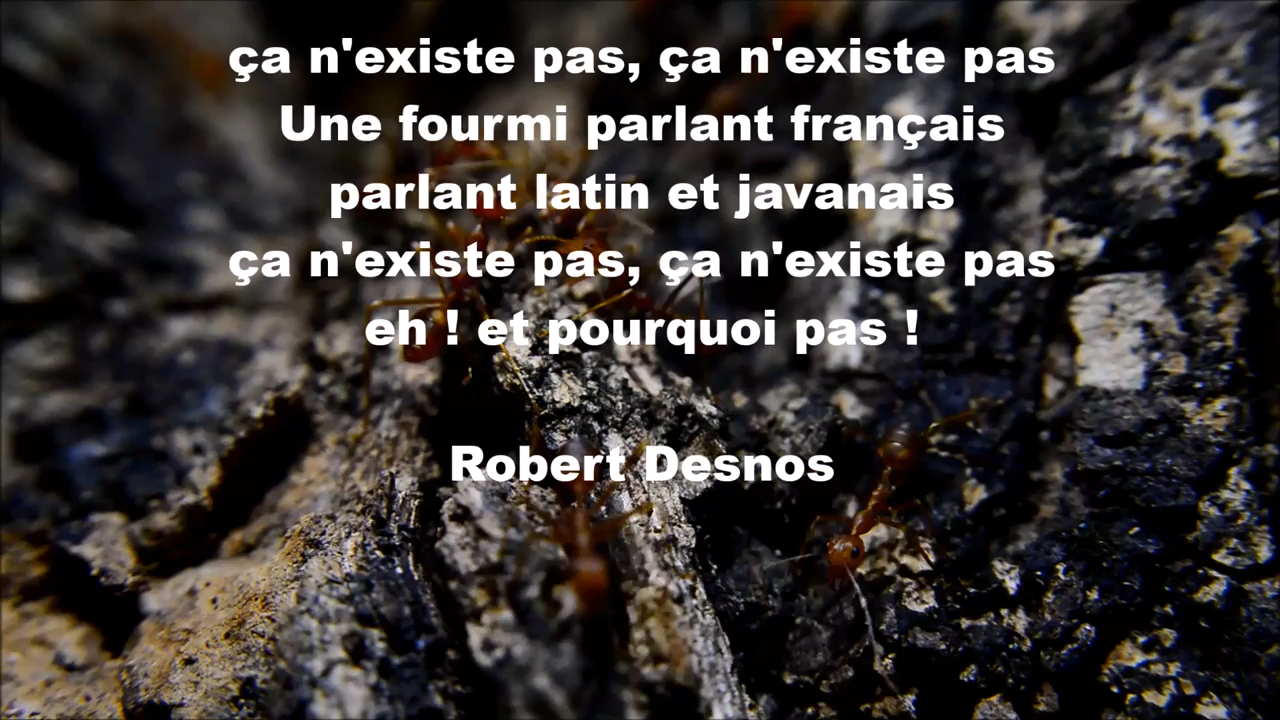 ça n'existe pas, ça n'existe pas
Une fourmi parlant français
parlant latin et javanais
ça n'existe pas, ça n'existe pas
eh ! et pourquoi pas !
Robert Desnos